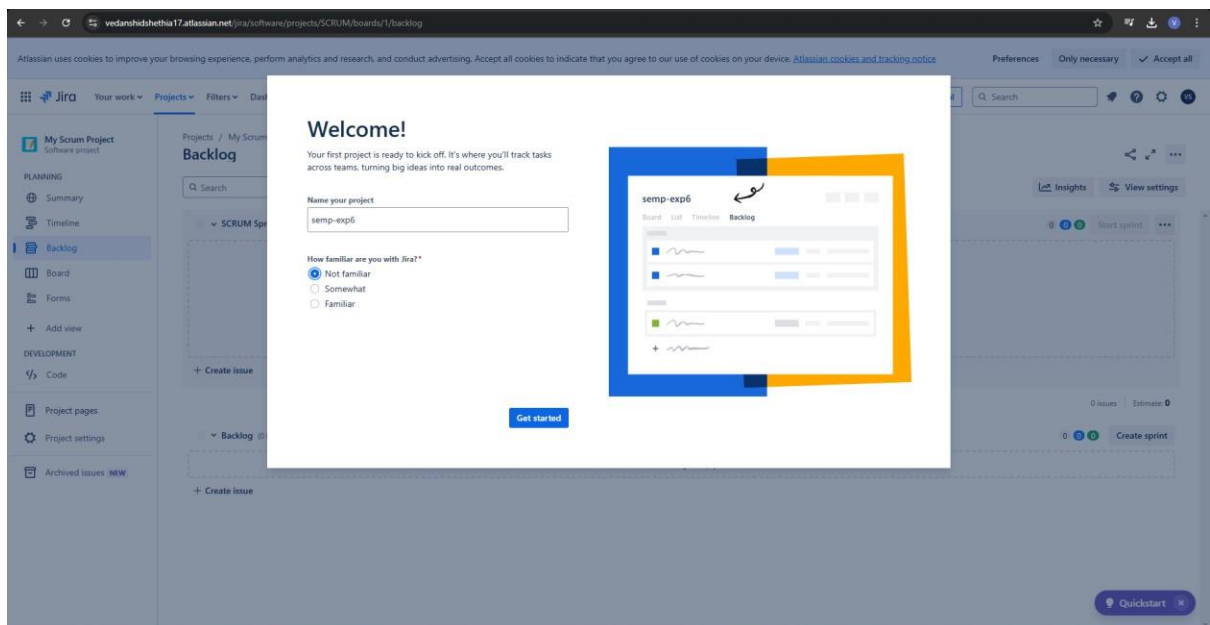 vedanshidshethia17.atlassian.net/jira/software/projects/SCRUM/boards/1/backlog
Atlassian uses cookies to improve your browsing experience, perform analytics and research, and conduct advertising. Accept all cookies to indicate that you agree to our use of cookies on your device. Atlassian cookies and tracking notice
Preferences Only necessary Accept all
Jira Your work Projects Filters Search VS
My Scrum Project
Software project
PLANNING
Summary
Timeline
Backlog
Board
Forms
Add view
DEVELOPMENT
Code
Project pages
Project settings
Archived issues NEW
Projects / My Scrum
Backlog
Search
Insights View settings
SCRUM
0 0 0 Start sprint
Create issue
0 issues Estimate: 0
Backlog
0 0 0 Create sprint
Create issue
Welcome!
Your first project is ready to kick off. It's where you'll track tasks
across teams, turning big ideas into real outcomes.
Name your project
semp-exp6
How familiar are you with Jira?*
Not familiar
Somewhat
Familiar
Get started
semp-exp6
Board List Timeline Backlog
Quickstart